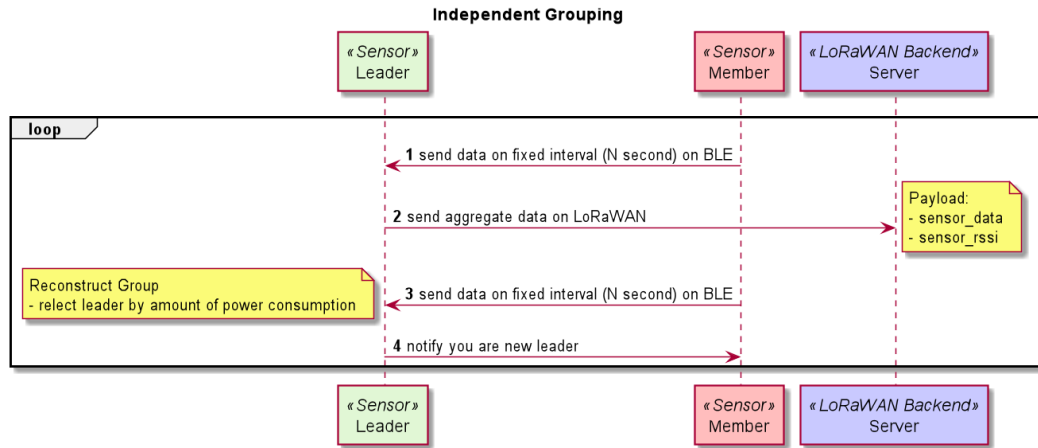 Independent Grouping
«Sensor»
Leader
«Sensor»
Member
«LoRaWAN Backend»
Server
loop
1 send data on fixed interval (N second) on BLE
Payload:
- sensor_data
- sensor_rssi
2 send aggregate data on LoRaWAN
Reconstruct Group
- relect leader by amount of power consumption
3 send data on fixed interval (N second) on BLE
4 notify you are new leader
«Sensor»
Leader
«Sensor»
Member
«LoRaWAN Backend»
Server